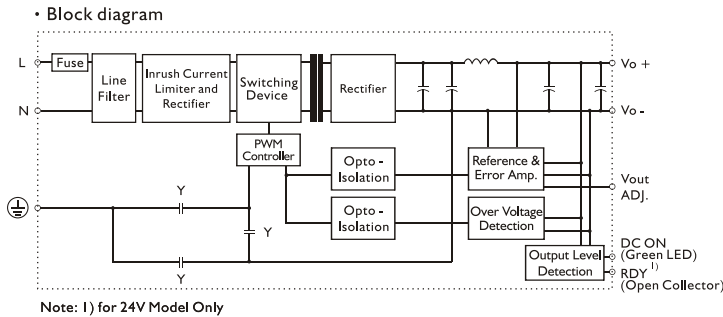 • Block diagram
L
Fuse
Line
Filter
Inrush Current
Limiter and
Rectifier
Switching
Device
Rectifier
Vo +
N
Vo -
PWM
Controller
Opto -
Isolation
Reference &
Error Amp.
Vout
ADJ.
Y
Opto -
Isolation
Over Voltage
Detection
Y
Y
Output Level
Detection
DC ON
(Green LED)
RDY 1)
(Open Collector)
Note: 1) for 24V Model Only